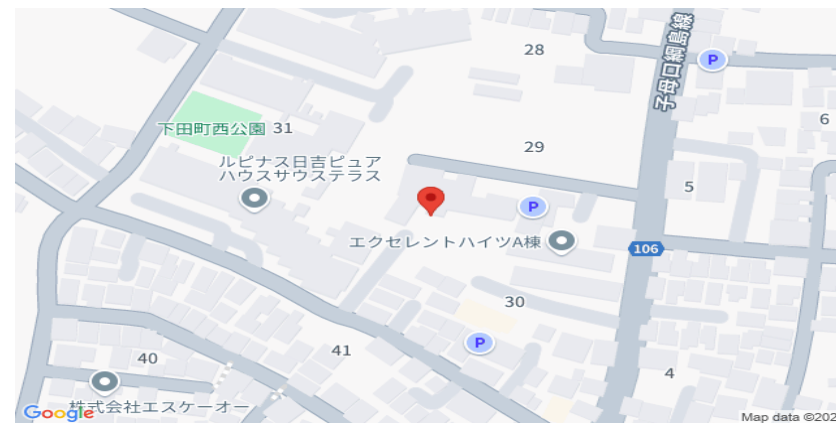 28
P
子母口綱島線
6
下田町西公園
31
29
ルピナス日吉ピュア
ハウスサウステラス
5
P
エクセレントハイツA棟
106
30
P
41
40
4
株式会社エスケーオー
Google
Map data ©202